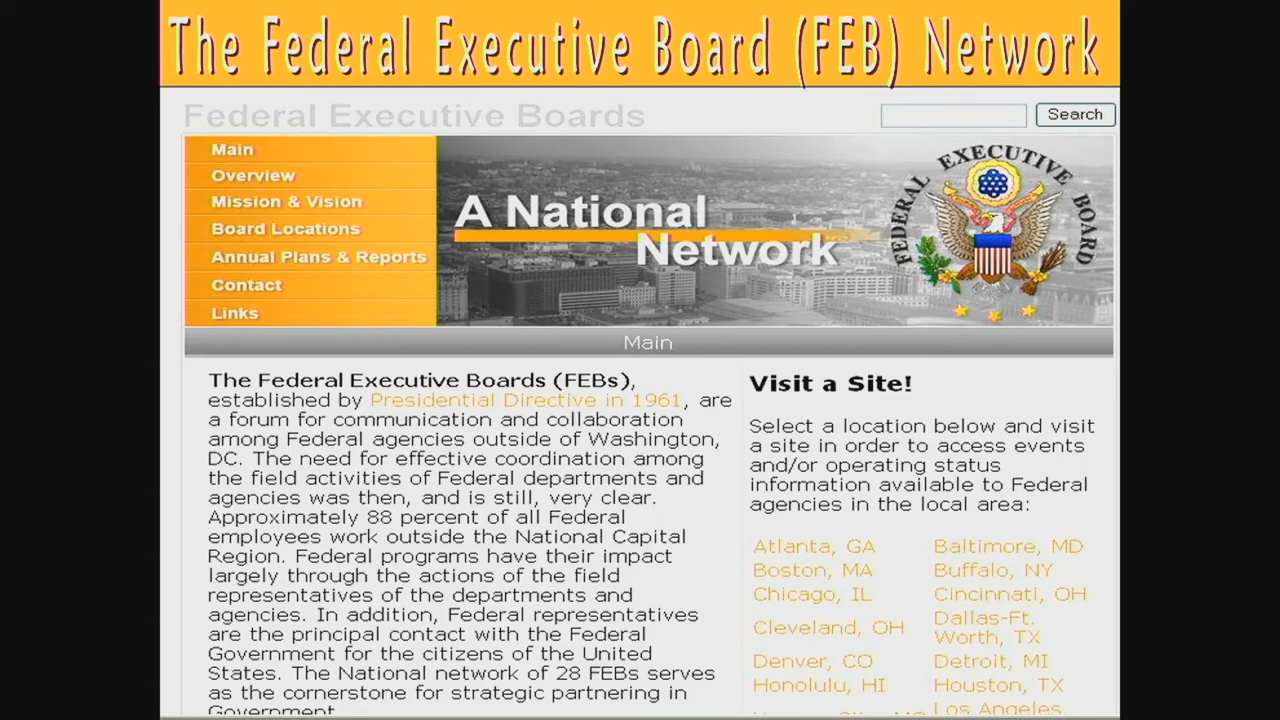 The Federal Executive Board (FEB) Network
Federal Executive Boards
Search
Main
Overview
Mission & Vision
Board Locations
Annual Plans & Reports
Contact
Links
A National
Network
FEDERAL EXECUTIVE BOARD
Main
The Federal Executive Boards (FEBs),
established by Presidential Directive in 1961, are
a forum for communication and collaboration
among Federal agencies outside of Washington,
DC. The need for effective coordination among
the field activities of Federal departments and
agencies was then, and is still, very clear.
Approximately 88 percent of all Federal
employees work outside the National Capital
Region. Federal programs have their impact
largely through the actions of the field
representatives of the departments and
agencies. In addition, Federal representatives
are the principal contact with the Federal
Government for the citizens of the United
States. The National network of 28 FEBs serves
as the cornerstone for strategic partnering in
Government.
Visit a Site!
Select a location below and visit
a site in order to access events
and/or operating status
information available to Federal
agencies in the local area:
Atlanta, GA
Baltimore, MD
Boston, MA
Buffalo, NY
Chicago, IL
Cincinnati, OH
Cleveland, OH
Dallas-Ft.
Worth, TX
Denver, CO
Detroit, MI
Honolulu, HI
Houston, TX
Los Angeles,